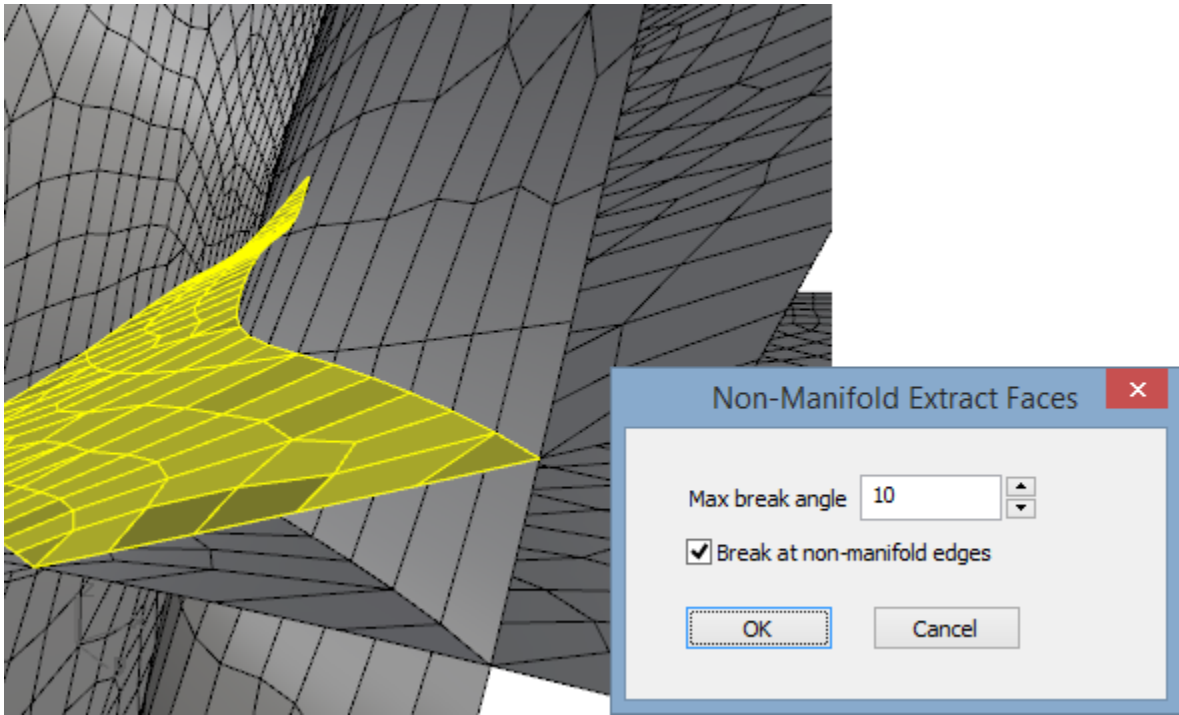 Non-Manifold Extract Faces
Max break angle 10
Break at non-manifold edges
OK Cancel